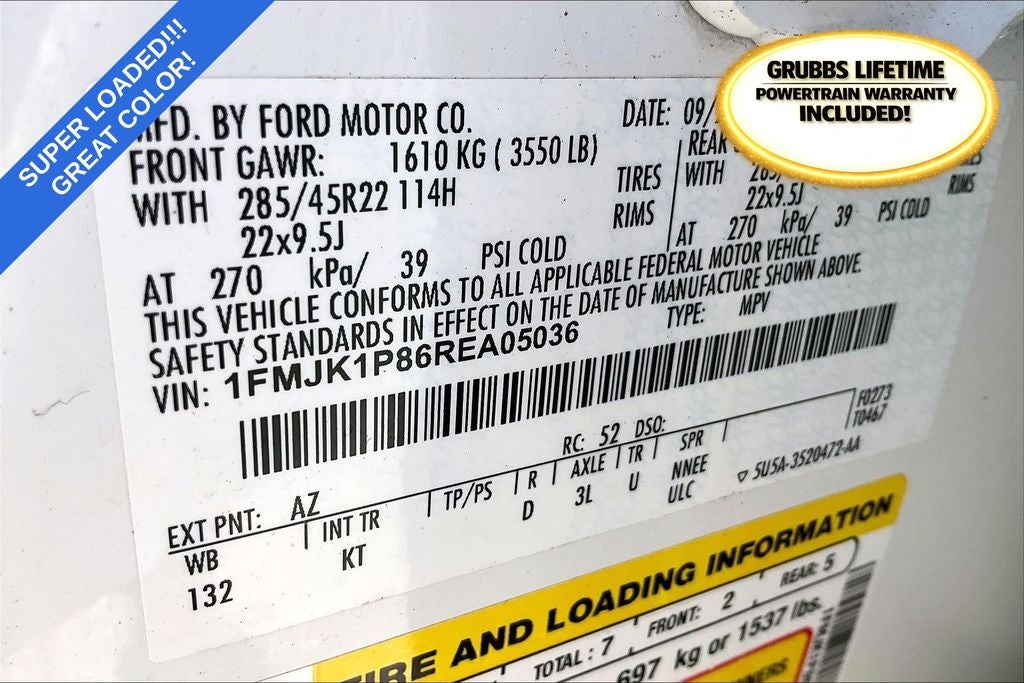 SUPER LOADED!!!
GREAT COLOR!
GRUBBS LIFETIME
POWERTRAIN WARRANTY
INCLUDED!
MFD. BY FORD MOTOR CO.
DATE: 09/
FRONT GAWR: 1610 KG ( 3550 LB)
REAR
WITH 285/45R22 114H TIRES
WITH
22x9.5J RIMS
22x9.5J RIMS
AT 270 kPa/ 39 PSI COLD
AT 270 kPa/ 39 PSI COLD
THIS VEHICLE CONFORMS TO ALL APPLICABLE FEDERAL MOTOR VEHICLE
SAFETY STANDARDS IN EFFECT ON THE DATE OF MANUFACTURE SHOWN ABOVE.
VIN: 1FMJK1P86REA05036 TYPE: MPV
F0273
T0467
EXT PNT: AZ RC: 52 DSO:
WB INT TR TP/PS R AXLE TR SPR
132 KT D 3L U NNEE
ULC
5U5A-3520472-AA
TIRE AND LOADING INFORMATION
TOTAL: 7 FRONT: 2 REAR: 5
697 kg or 1537 lbs.